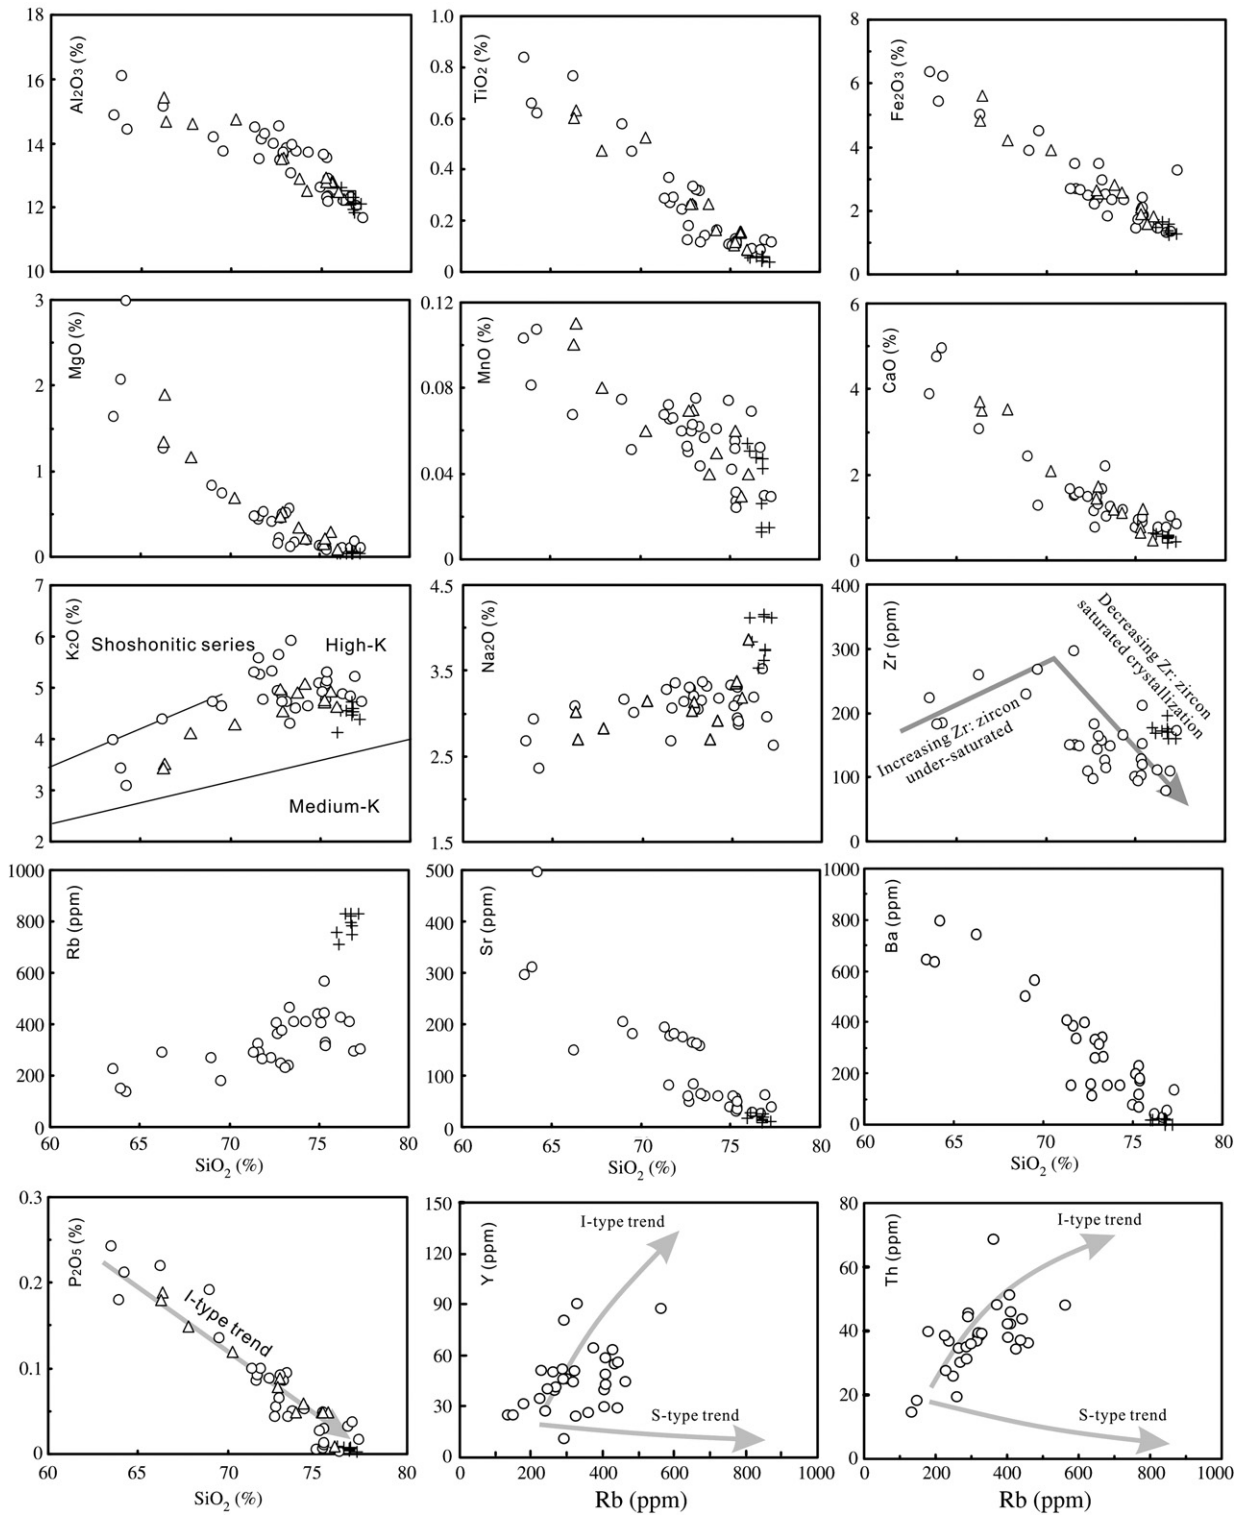 18
16
14
12
10
Al2O3 (%)
1.0
0.8
0.6
0.4
0.2
0
TiO2 (%)
8
6
4
2
0
Fe2O3 (%)
3
2
1
0
MgO (%)
0.12
0.08
0.04
0
MnO (%)
6
4
2
0
CaO (%)
7
6
5
4
3
2
K2O (%)
Shoshonitic series
High-K
Medium-K
4.5
3.5
2.5
1.5
Na2O (%)
400
300
200
100
0
Zr (ppm)
Increasing Zr: zircon
under-saturated
Decreasing Zr: zircon
saturated crystallization
1000
800
600
400
200
0
Rb (ppm)
60 65 70 75 80
SiO2 (%)
500
400
300
200
100
0
Sr (ppm)
60 65 70 75 80
SiO2 (%)
1000
800
600
400
200
0
Ba (ppm)
60 65 70 75 80
SiO2 (%)
0.3
0.2
0.1
0
P2O5 (%)
I-type trend
60 65 70 75 80
SiO2 (%)
150
120
90
60
30
0
Y (ppm)
I-type trend
S-type trend
0 200 400 600 800 1000
Rb (ppm)
80
60
40
20
0
Th (ppm)
I-type trend
S-type trend
0 200 400 600 800 1000
Rb (ppm)